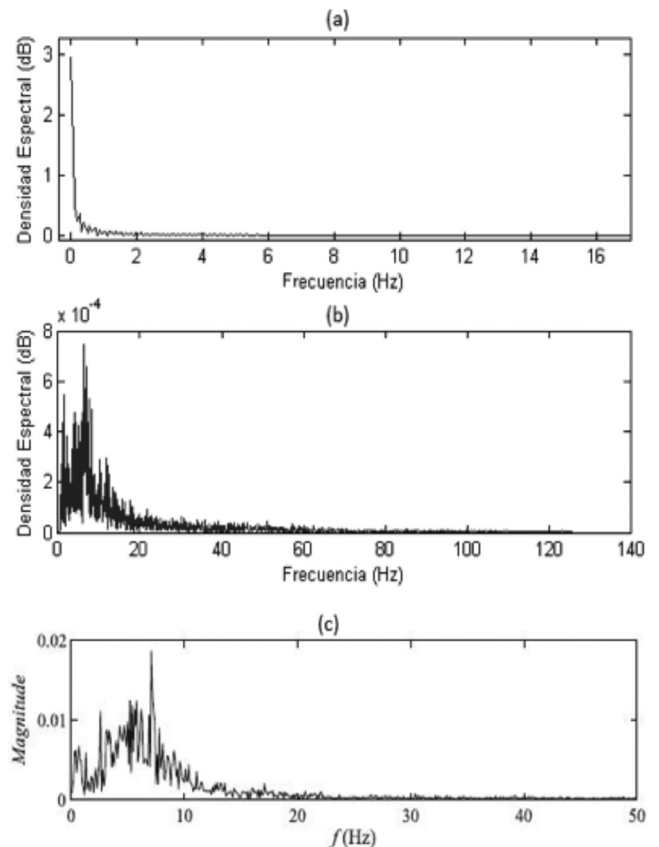 (a)
Densidad Espectral (dB)
3
2
1
0
0 2 4 6 8 10 12 14 16
Frecuencia (Hz)
(b)
x 10^-4
Densidad Espectral (dB)
8
6
4
2
0
0 20 40 60 80 100 120 140
Frecuencia (Hz)
(c)
Magnitude
0.02
0.01
0
0 10 20 30 40 50
f(Hz)